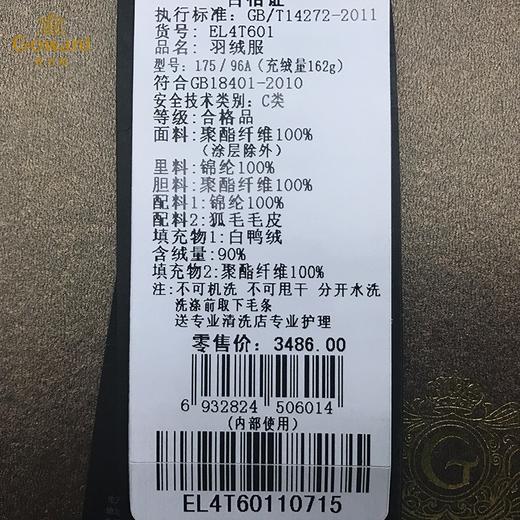 Gowani
合格证
执行标准: GB/T14272-2011
货号: EL4T601
品名: 羽绒服
型号: 175/96A(充绒量162g)
符合GB18401-2010
安全技术类别: C类
等级:合格品
面料:聚酯纤维100%
(涂层除外)
里料:锦纶100%
胆料:聚酯纤维100%
配料1:锦纶100%
配料2:狐毛毛皮
填充物1:白鸭绒
含绒量:90%
填充物2:聚酯纤维100%
注: 不可机洗 不可甩干 分开水洗
洗涤前取下毛条
送专业清洗店专业护理
零售价: 3486.00
6 932824 506014
(内部使用)
EL4T60110715
G